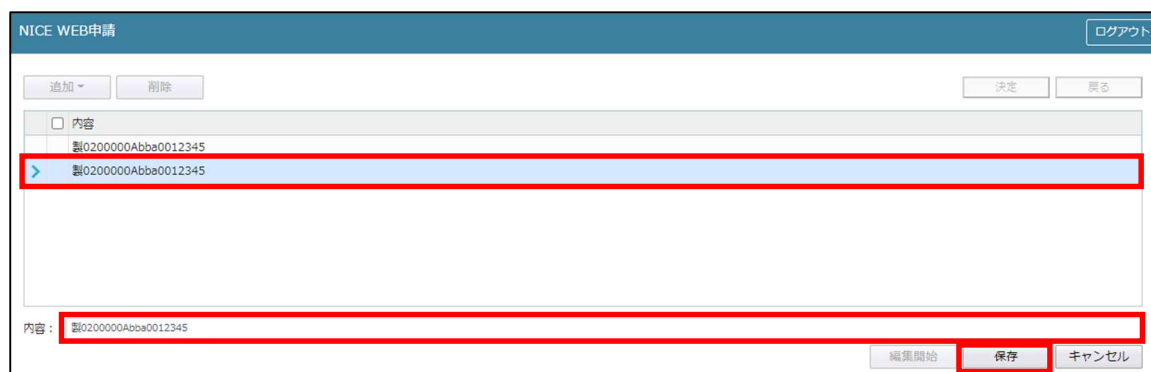 NICE WEB申請
ログアウト
追加
削除
決定
戻る
内容
製0200000Abba0012345
製0200000Abba0012345
内容：
製0200000Abba0012345
編集開始
保存
キャンセル